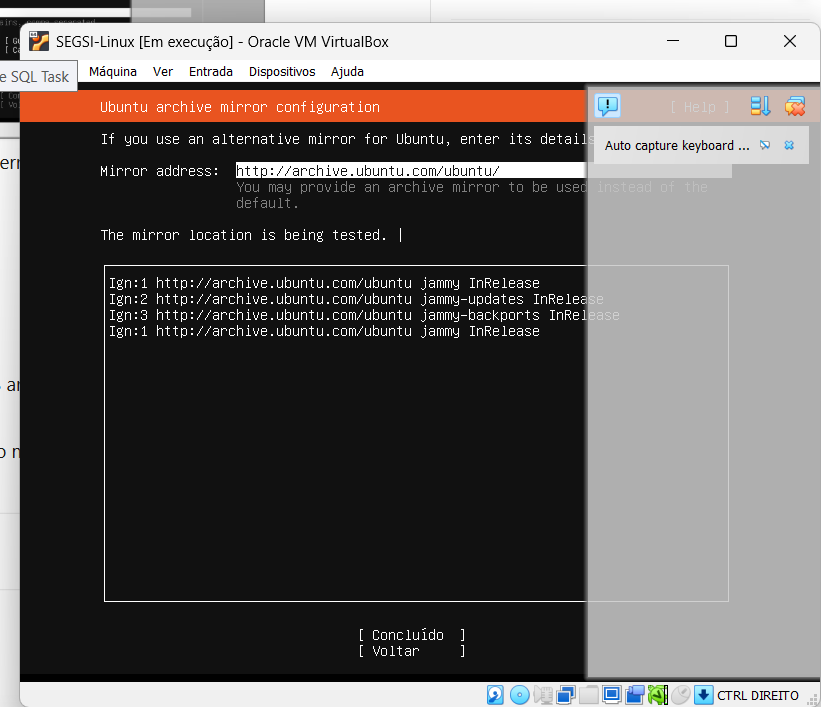 SEGSI-Linux [Em execução] - Oracle VM VirtualBox
e SQL Task
Máquina Ver Entrada Dispositivos Ajuda
Ubuntu archive mirror configuration [ Help ]
If you use an alternative mirror for Ubuntu, enter its details
Auto capture keyboard ...
Mirror address: http://archive.ubuntu.com/ubuntu/
You may provide an archive mirror to be used instead of the
default.
The mirror location is being tested. |
Ign:1 http://archive.ubuntu.com/ubuntu jammy InRelease
Ign:2 http://archive.ubuntu.com/ubuntu jammy-updates InRelease
Ign:3 http://archive.ubuntu.com/ubuntu jammy-backports InRelease
Ign:1 http://archive.ubuntu.com/ubuntu jammy InRelease
[ Concluído ]
[ Voltar ]
CTRL DIREITO